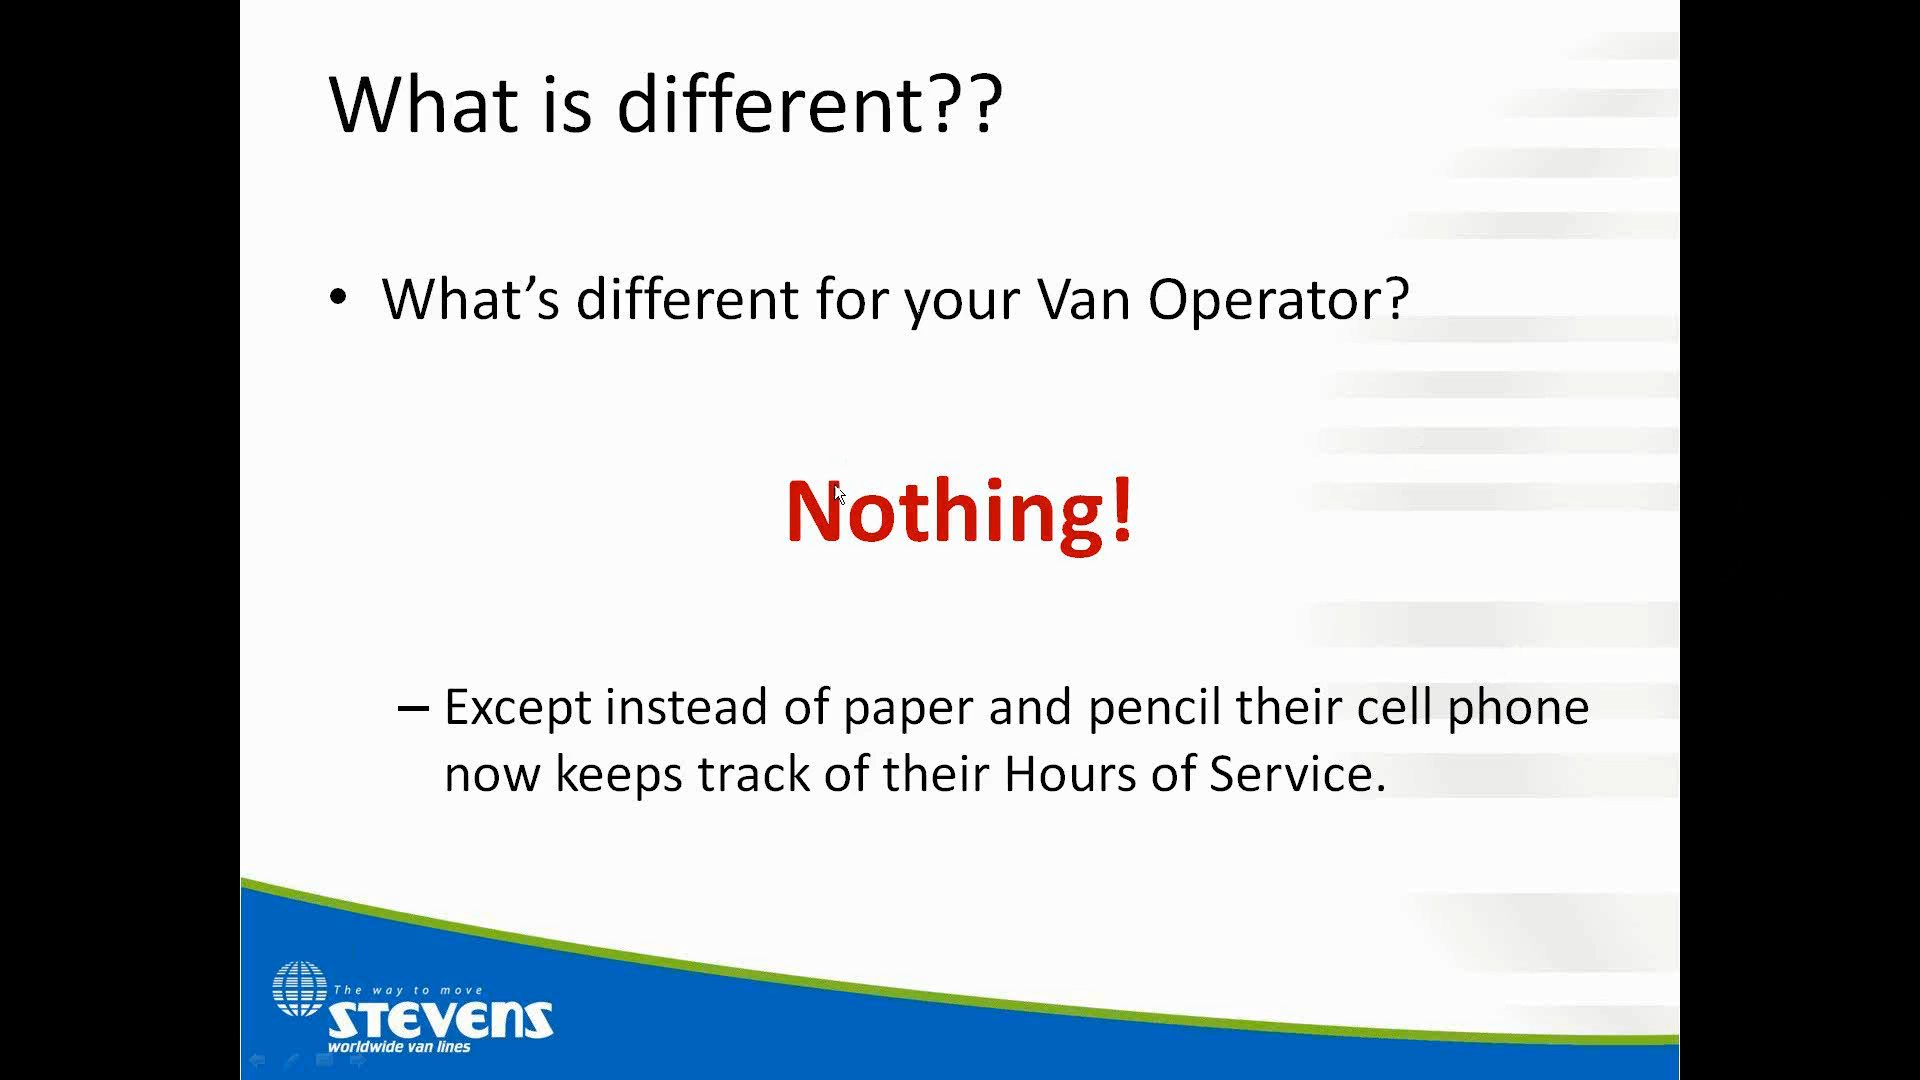 What is different??
• What's different for your Van Operator?
Nothing!
– Except instead of paper and pencil their cell phone
now keeps track of their Hours of Service.
The way to move
STEVENS
worldwide van lines